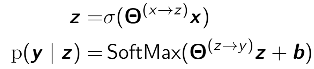 z = σ(Θ^(x→z) x)
p(y | z) = SoftMax(Θ^(z→y) z + b)